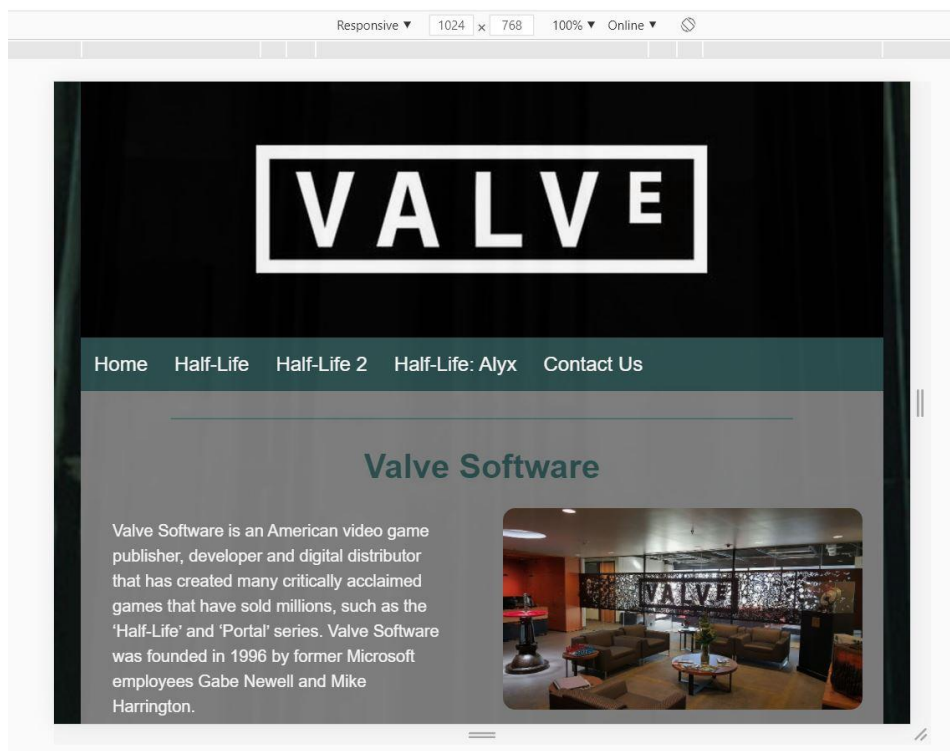 Responsive ▼ 1024 × 768 100% ▼ Online ▼
VALVE
Home Half-Life Half-Life 2 Half-Life: Alyx Contact Us
Valve Software
Valve Software is an American video game
publisher, developer and digital distributor
that has created many critically acclaimed
games that have sold millions, such as the
‘Half-Life’ and ‘Portal’ series. Valve Software
was founded in 1996 by former Microsoft
employees Gabe Newell and Mike
Harrington.
VALVE